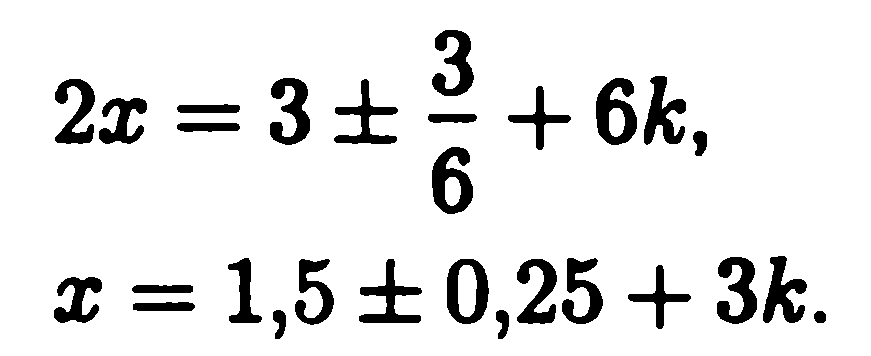 2x = 3 ± 3/6 + 6k,
x = 1,5 ± 0,25 + 3k.